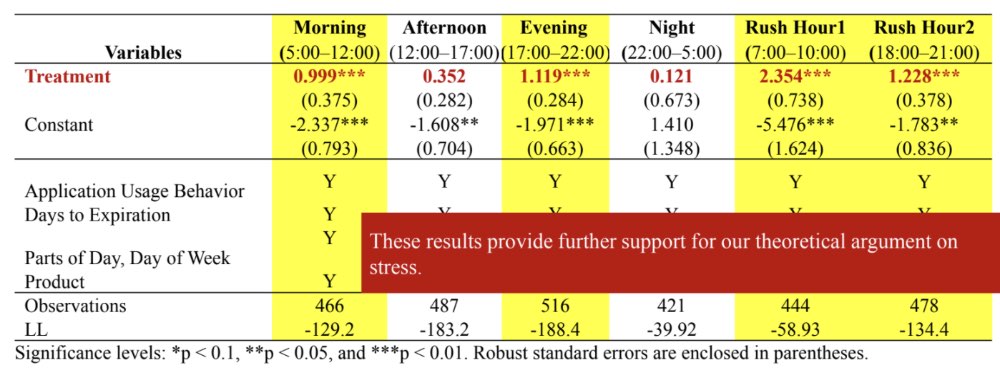 Morning Afternoon Evening Night Rush Hour1 Rush Hour2
Variables (5:00–12:00) (12:00–17:00) (17:00–22:00) (22:00–5:00) (7:00–10:00) (18:00–21:00)
Treatment 0.999*** 0.352 1.119*** 0.121 2.354*** 1.228***
(0.375) (0.282) (0.284) (0.673) (0.738) (0.378)
Constant -2.337*** -1.608** -1.971*** 1.410 -5.476*** -1.783**
(0.793) (0.704) (0.663) (1.348) (1.624) (0.836)
Application Usage Behavior Y Y Y Y Y Y
Days to Expiration Y Y Y Y Y Y
Y
Parts of Day, Day of Week
Product Y
These results provide further support for our theoretical argument on
stress.
Observations 466 487 516 421 444 478
LL -129.2 -183.2 -188.4 -39.92 -58.93 -134.4
Significance levels: *p < 0.1, **p < 0.05, and ***p < 0.01. Robust standard errors are enclosed in parentheses.